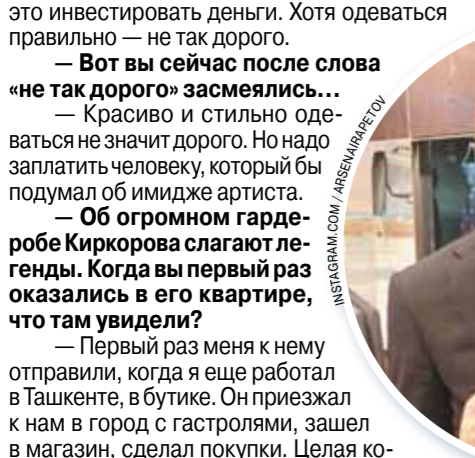 это инвестировать деньги. Хотя одеваться
правильно — не так дорого.
— Вот вы сейчас после слова
«не так дорого» засмеялись…
— Красиво и стильно оде-
ваться не значит дорого. Но надо
заплатить человеку, который бы
подумал об имидже артиста.
— Об огромном гарде-
робе Киркорова слагают ле-
генды. Когда вы первый раз
оказались в его квартире,
что там увидели?
— Первый раз меня к нему
отправили, когда я еще работал
в Ташкенте, в бутике. Он приезжал
к нам в город с гастролями, зашел
в магазин, сделал покупки. Целая ко-
INSTAGRAM.COM / ARSENAIRAPETOV